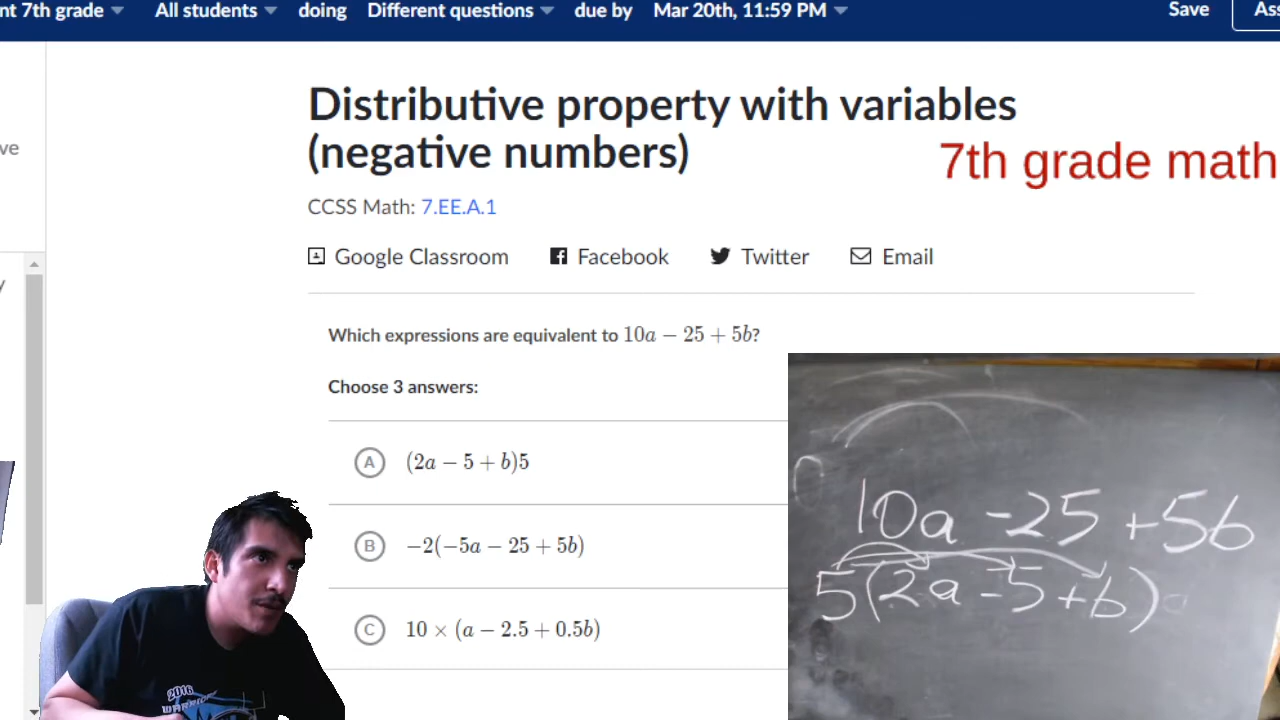 nt 7th grade All students doing Different questions due by Mar 20th, 11:59 PM Save Ass
ve
Distributive property with variables
(negative numbers)
7th grade math
CCSS Math: 7.EE.A.1
Google Classroom Facebook Twitter Email
y
Which expressions are equivalent to 10a − 25 + 5b?
Choose 3 answers:
A (2a − 5 + b)5
B −2(−5a − 25 + 5b)
C 10 × (a − 2.5 + 0.5b)
10a -25 +5b
5(2a -5 +b)
2016